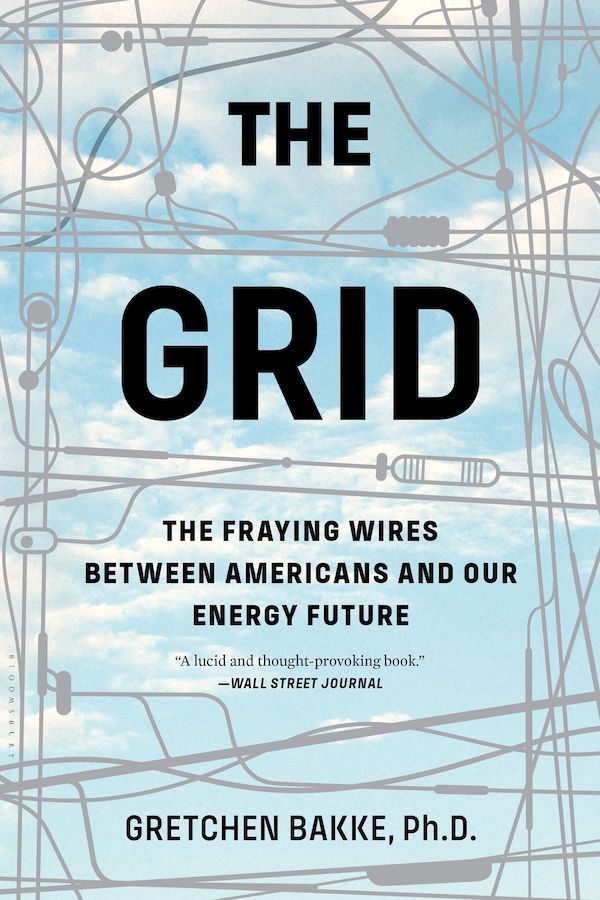 THE
GRID
THE FRAYING WIRES
BETWEEN AMERICANS AND OUR
ENERGY FUTURE
“A lucid and thought-provoking book.”
—WALL STREET JOURNAL
BLOOMSBURY
GRETCHEN BAKKE, Ph.D.